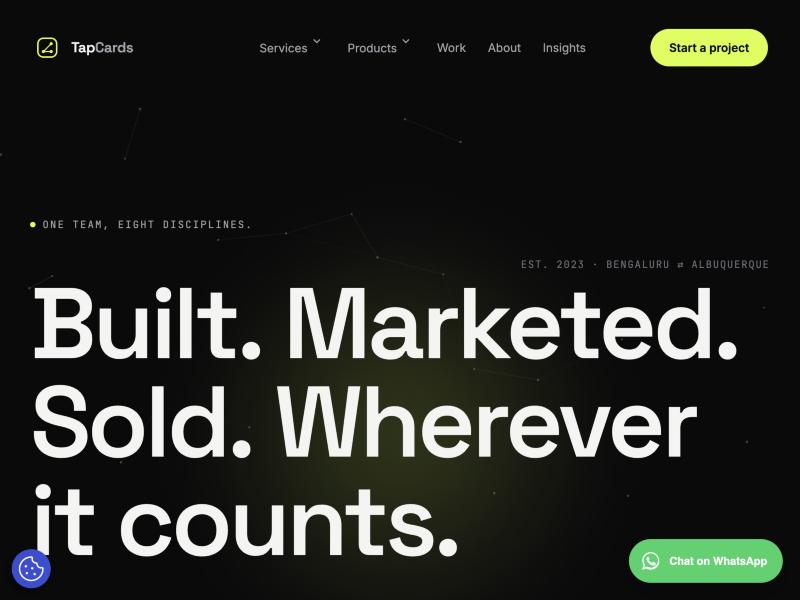 TapCards
Services
Products
Work
About
Insights
Start a project
ONE TEAM, EIGHT DISCIPLINES.
EST. 2023 · BENGALURU ⇄ ALBUQUERQUE
Built. Marketed.
Sold. Wherever
it counts.
Chat on WhatsApp